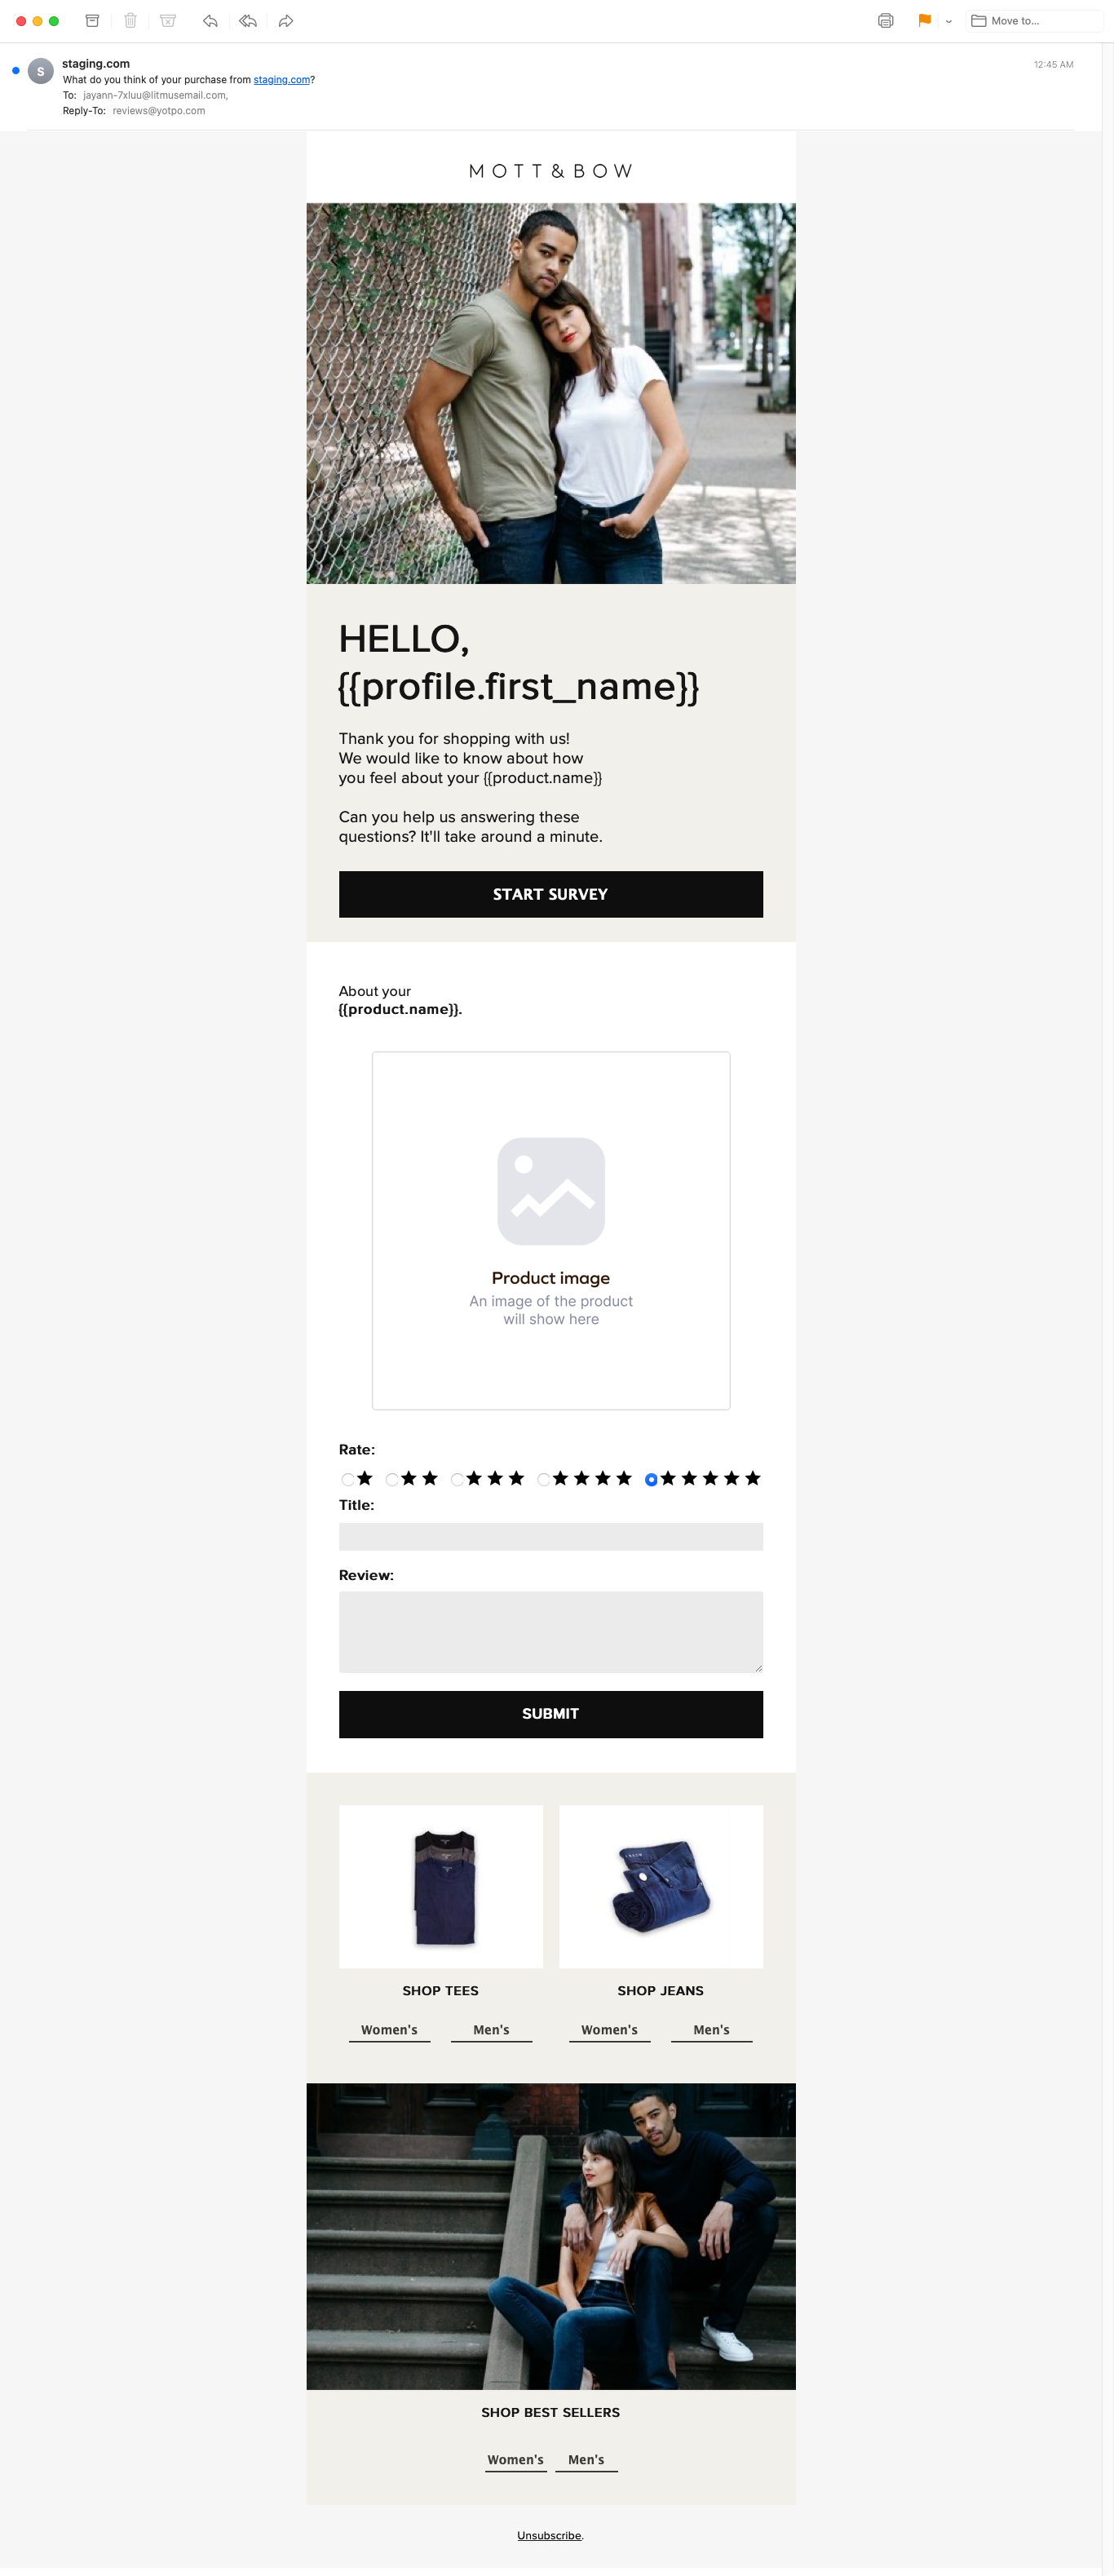 Move to...
S
staging.com
12:45 AM
What do you think of your purchase from staging.com?
To: jayann-7xluu@litmusemail.com,
Reply-To: reviews@yotpo.com
MOTT & BOW
HELLO,
{{profile.first_name}}
Thank you for shopping with us!
We would like to know about how
you feel about your {{product.name}}
Can you help us answering these
questions? It'll take around a minute.
START SURVEY
About your
{{product.name}}.
Product image
An image of the product
will show here
Rate:
Title:
Review:
SUBMIT
SHOP TEES
SHOP JEANS
Women's Men's
Women's Men's
SHOP BEST SELLERS
Women's Men's
Unsubscribe.